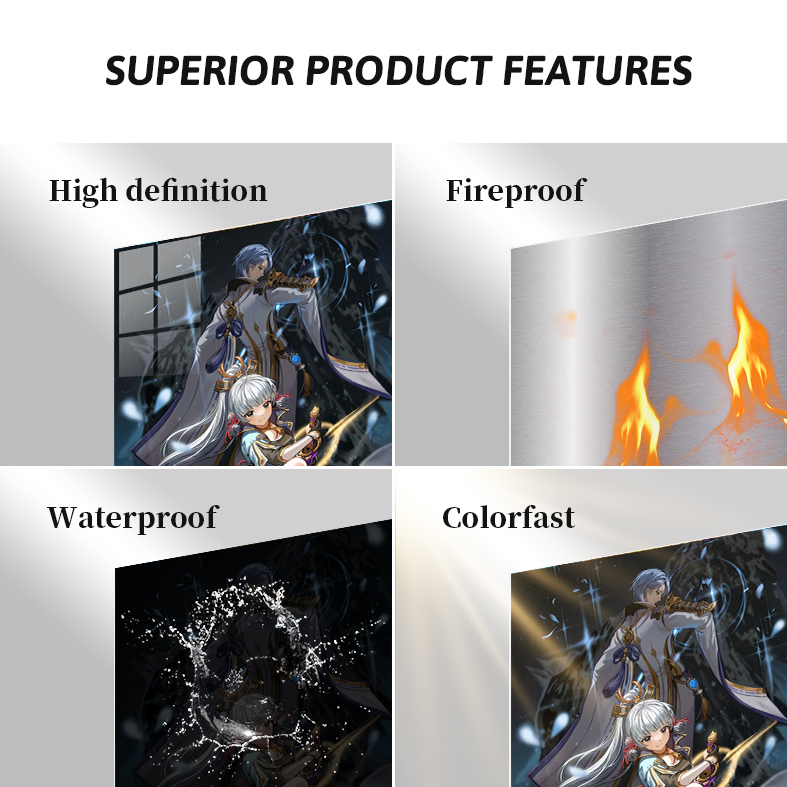 SUPERIOR PRODUCT FEATURES
High definition
Fireproof
Waterproof
Colorfast